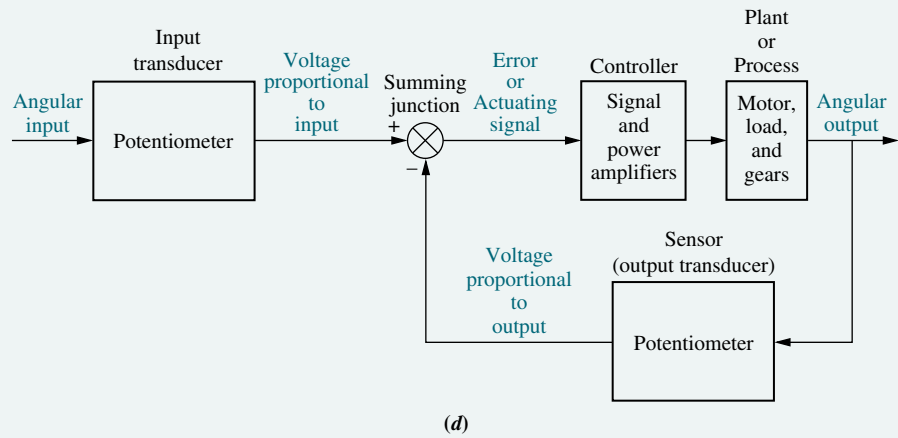 Input
transducer
Angular
input
Potentiometer
Voltage
proportional
to
input
Summing
junction
+
−
Error
or
Actuating
signal
Controller
Signal
and
power
amplifiers
Plant
or
Process
Motor,
load,
and
gears
Angular
output
Sensor
(output transducer)
Potentiometer
Voltage
proportional
to
output
(d)